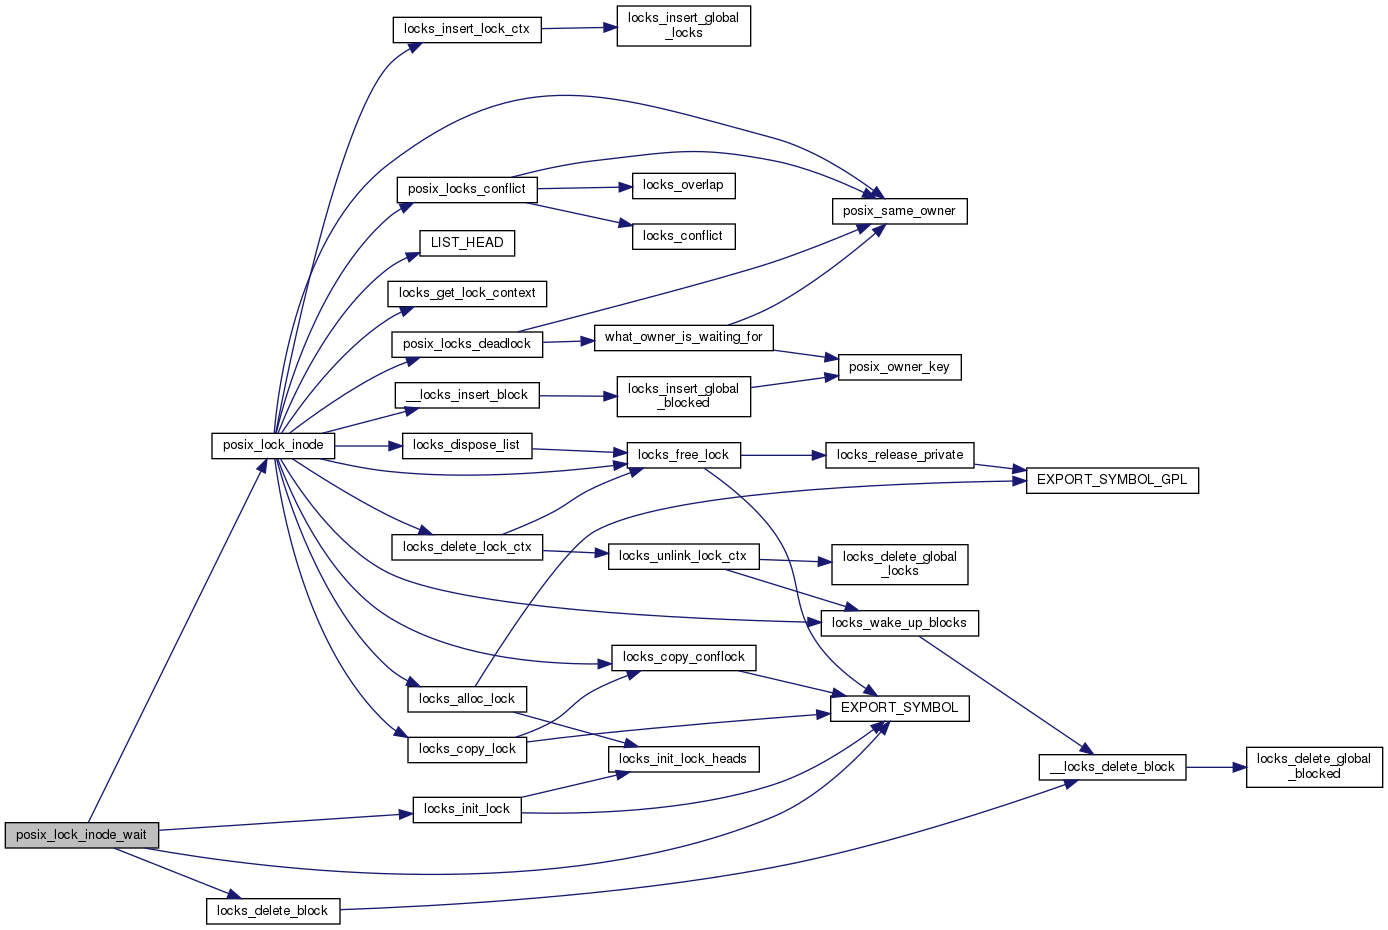 locks_insert_lock_ctx
locks_insert_global
_locks
posix_locks_conflict
locks_overlap
posix_same_owner
LIST_HEAD
locks_conflict
locks_get_lock_context
posix_locks_deadlock
what_owner_is_waiting_for
posix_owner_key
__locks_insert_block
locks_insert_global
_blocked
posix_lock_inode
locks_dispose_list
locks_free_lock
locks_release_private
EXPORT_SYMBOL_GPL
locks_delete_lock_ctx
locks_unlink_lock_ctx
locks_delete_global
_locks
locks_wake_up_blocks
locks_copy_conflock
locks_alloc_lock
EXPORT_SYMBOL
locks_copy_lock
locks_init_lock_heads
__locks_delete_block
locks_delete_global
_blocked
locks_init_lock
posix_lock_inode_wait
locks_delete_block